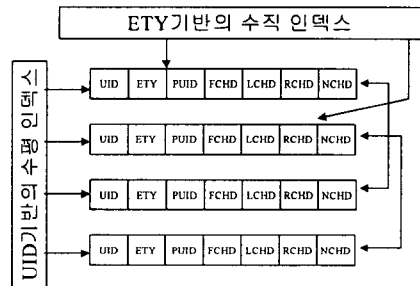 ETY기반의 수직 인덱스
UID기반의 수평 인덱스
UID ETY PUID FCHD LCHD RCHD NCHD
UID ETY PUID FCHD LCHD RCHD NCHD
UID ETY PUID FCHD LCHD RCHD NCHD
UID ETY PUID FCHD LCHD RCHD NCHD